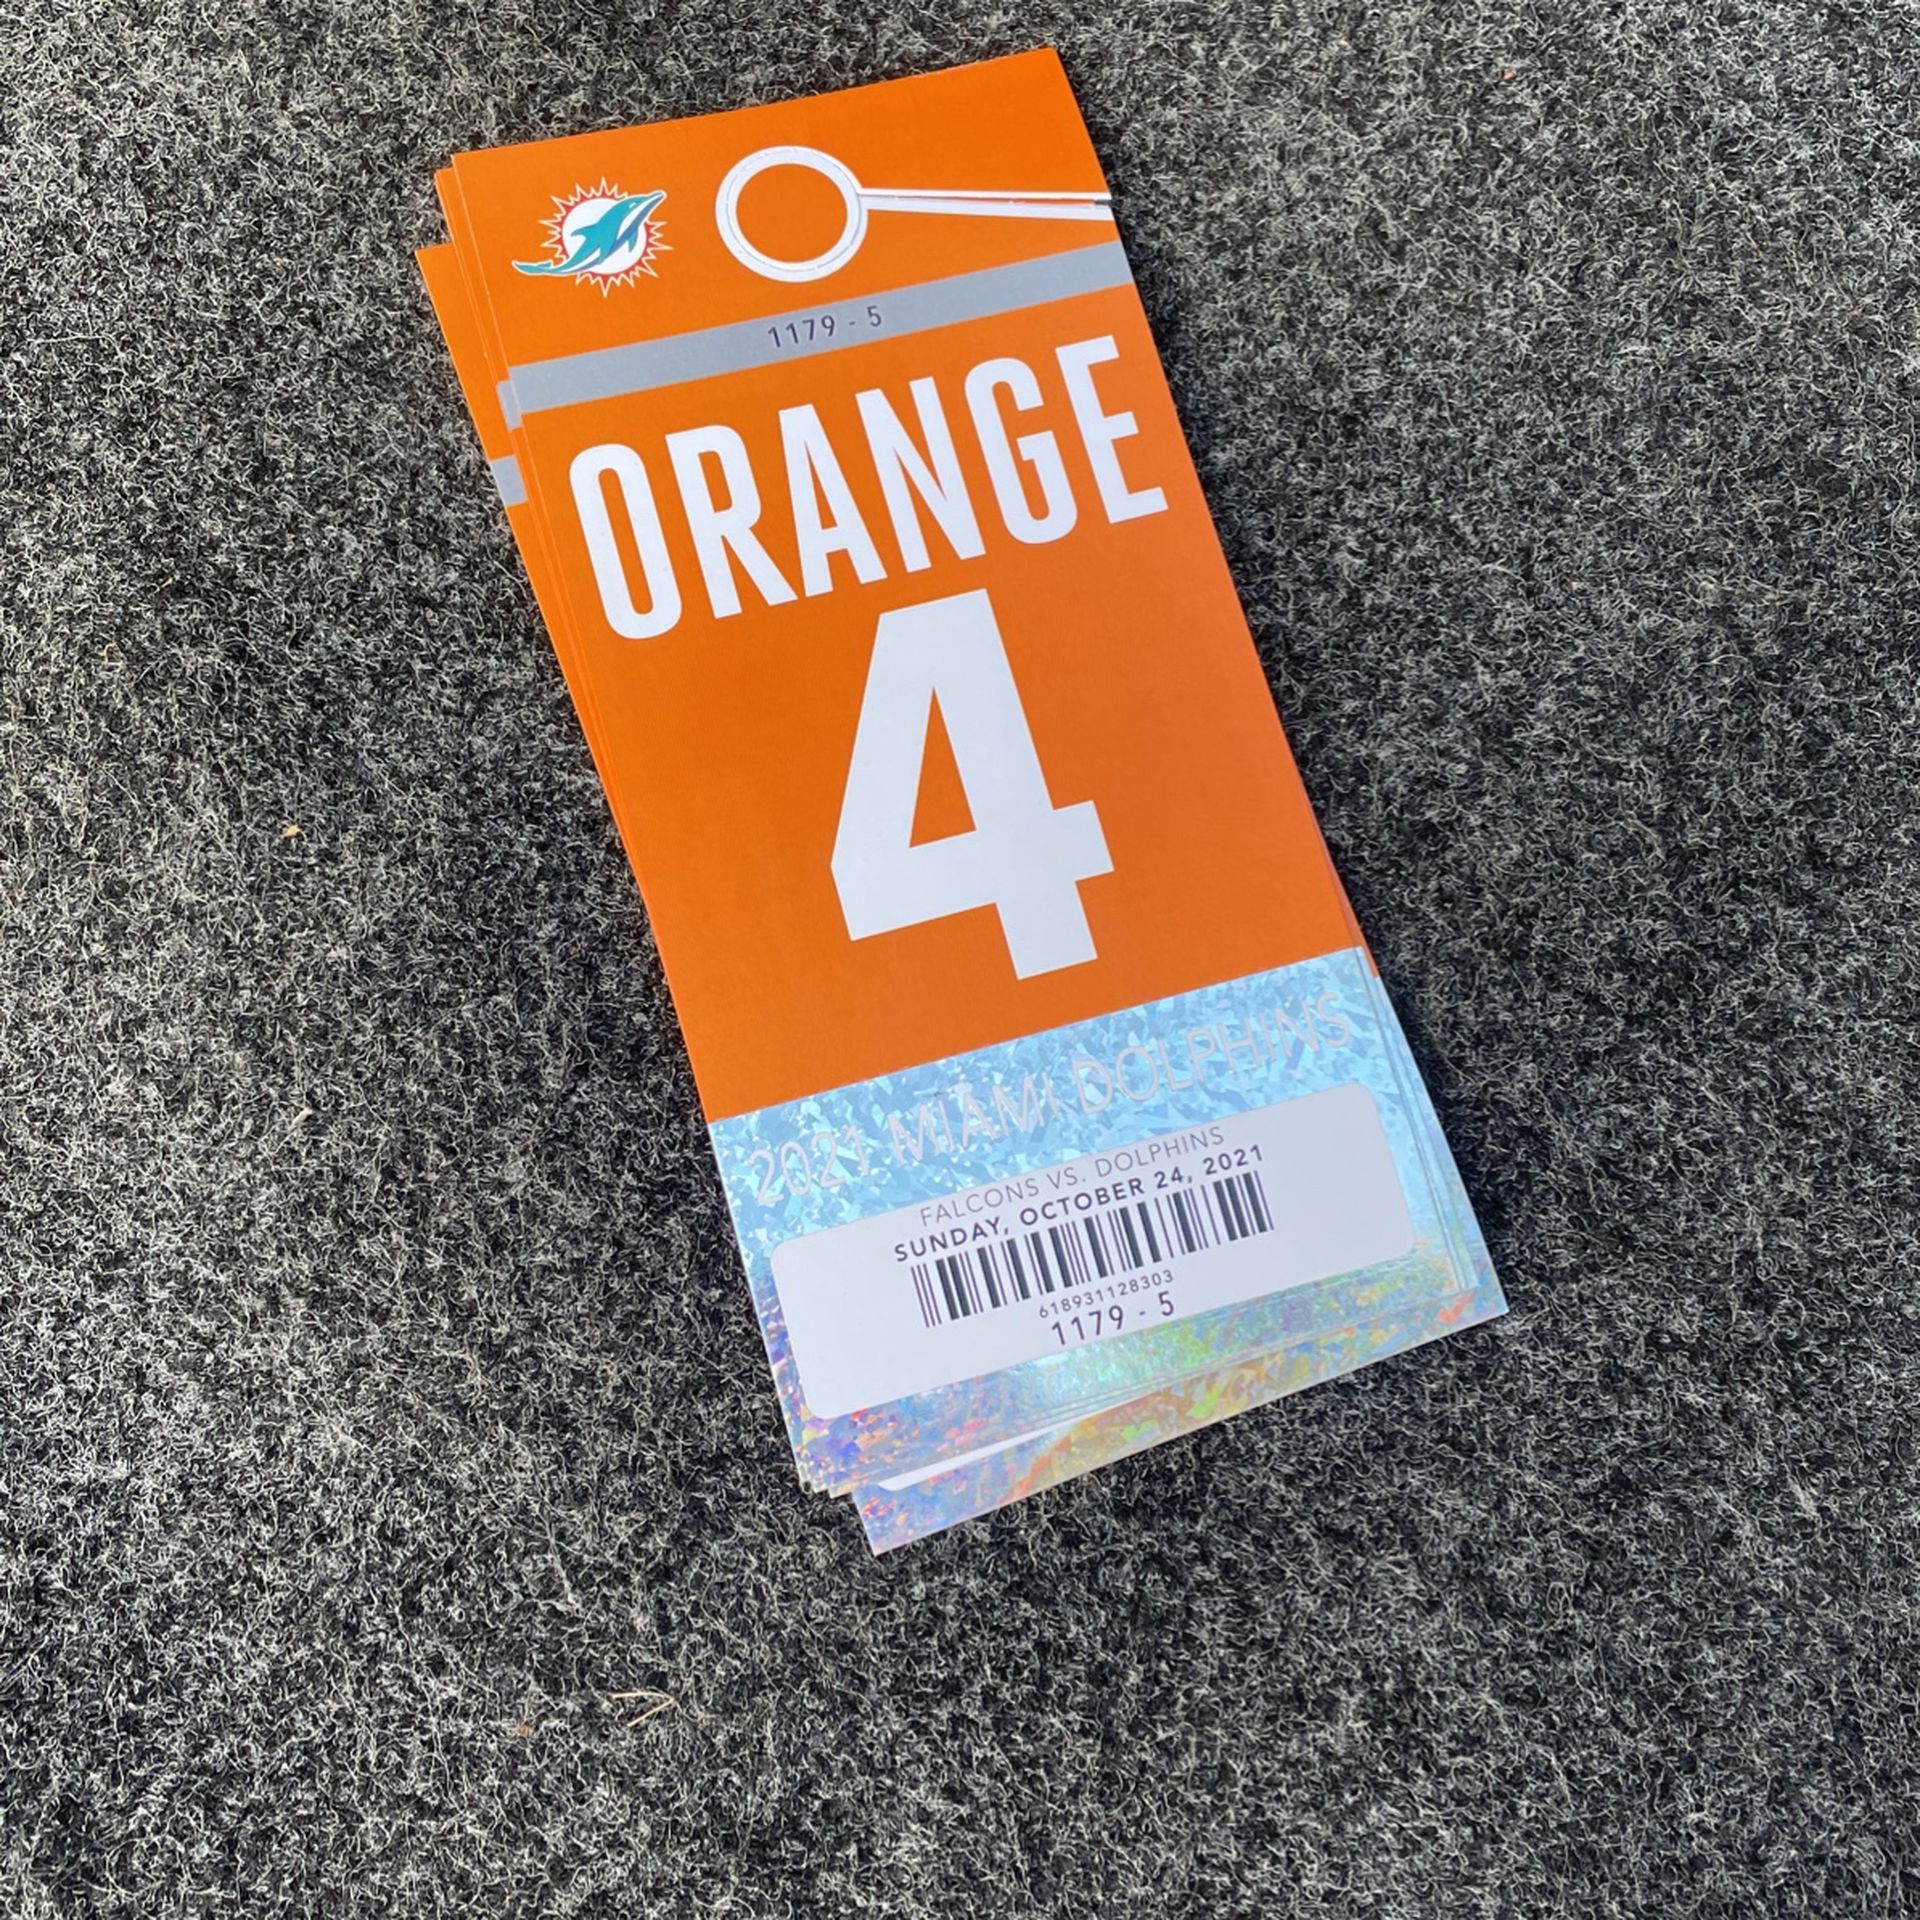 1179 - 5
ORANGE
4
2021 MIAMI DOLPHINS
FALCONS VS. DOLPHINS
SUNDAY, OCTOBER 24, 2021
618931128303
1179 - 5